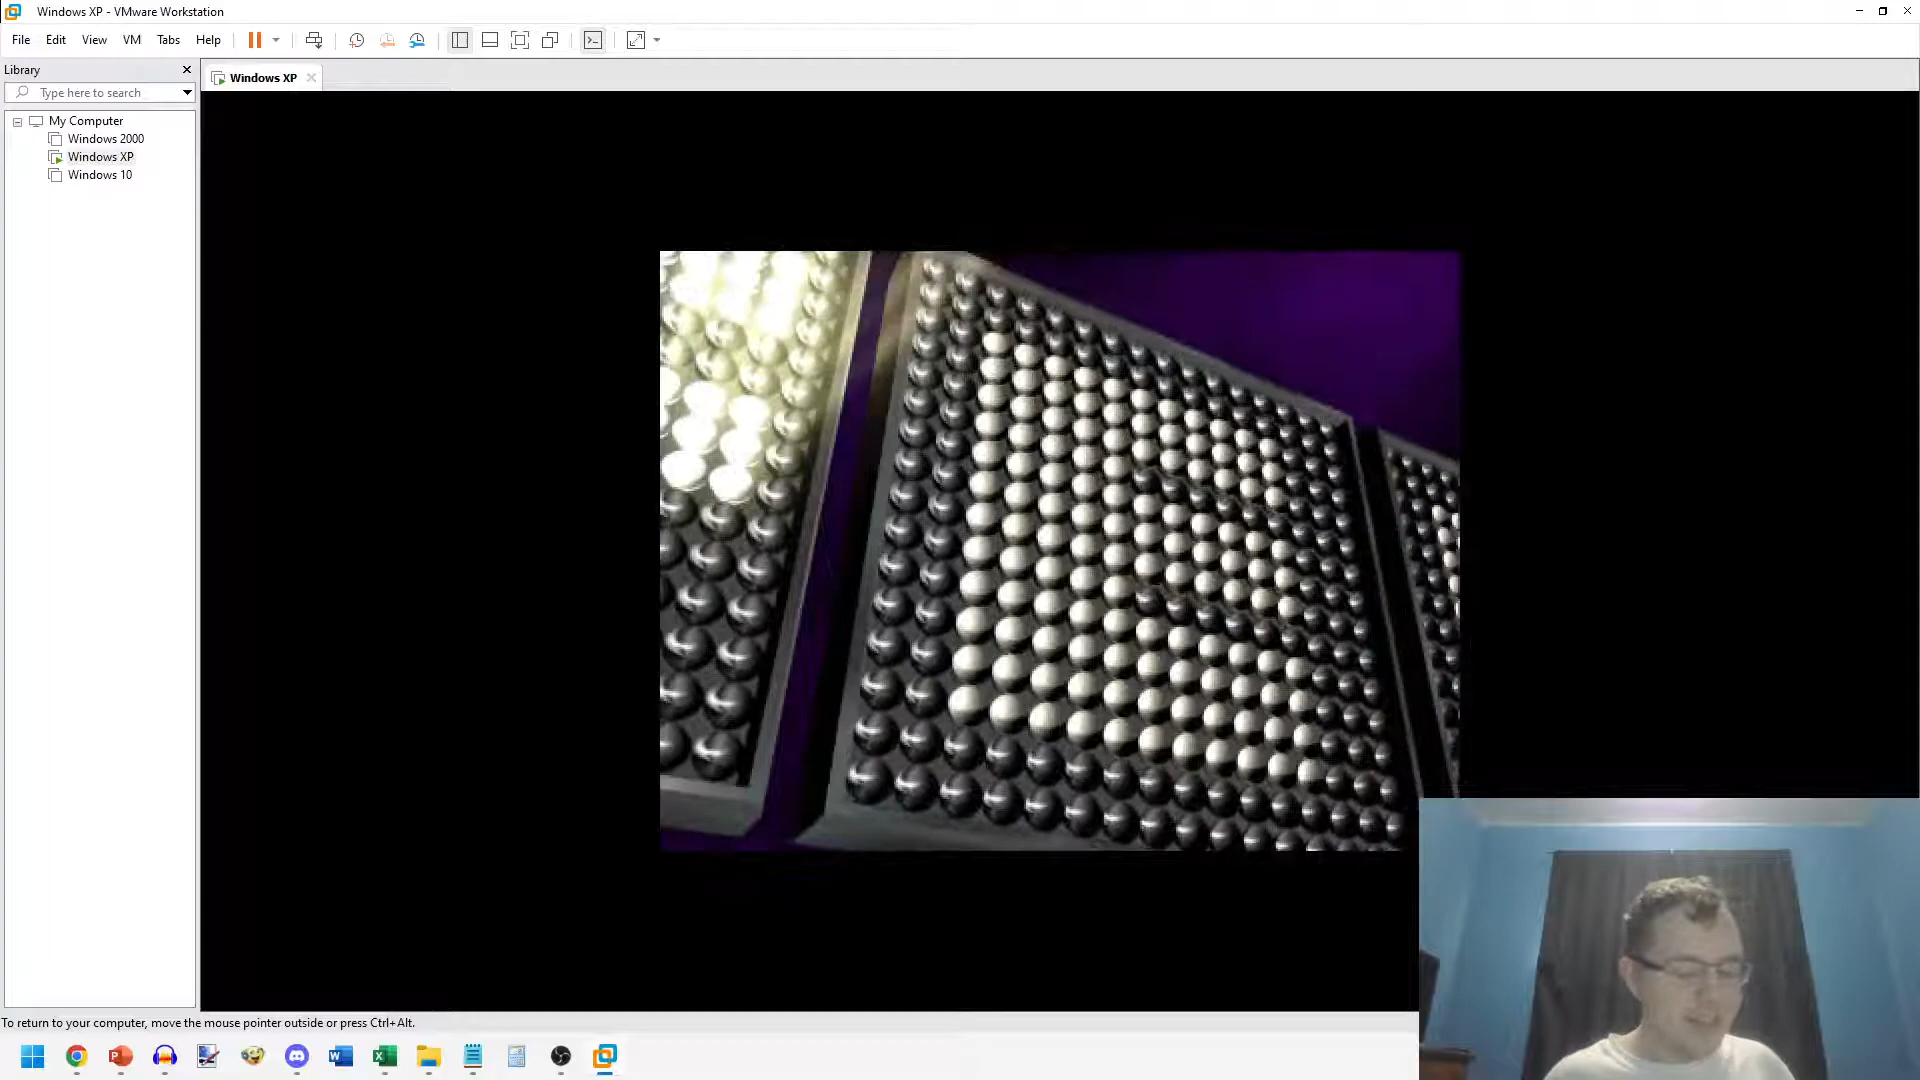 Windows XP - VMware Workstation
File Edit View VM Tabs Help
Library
Windows XP
Type here to search
My Computer
Windows 2000
Windows XP
Windows 10
E
To return to your computer, move the mouse pointer outside or press Ctrl+Alt.